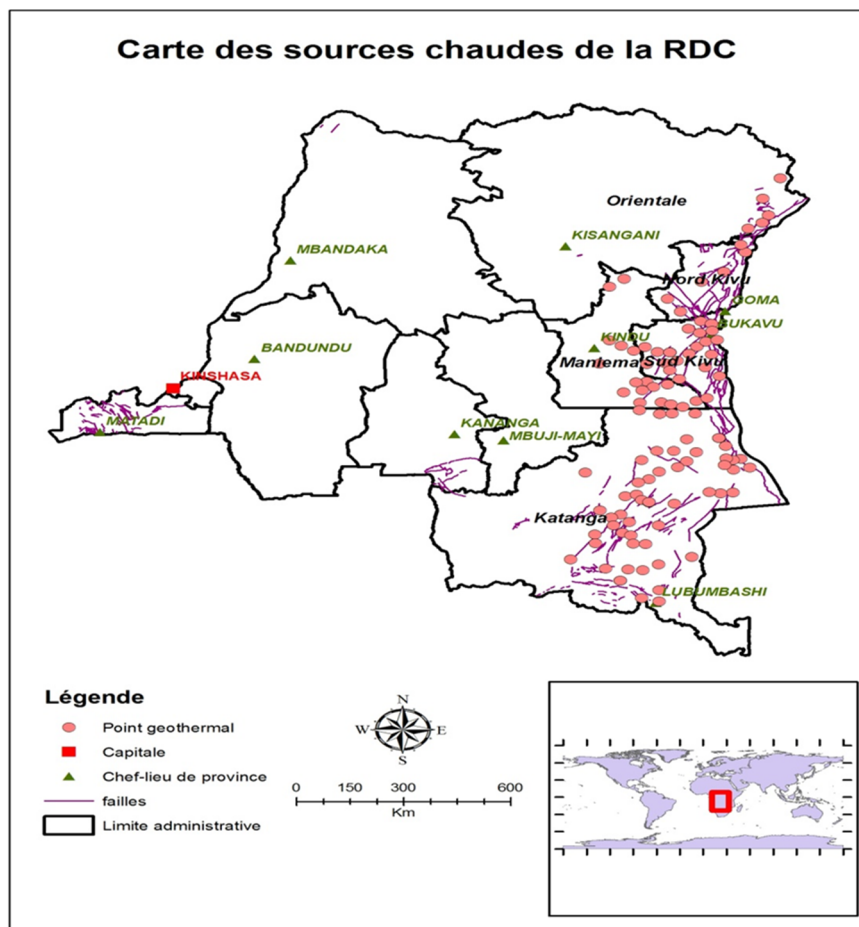 Carte des sources chaudes de la RDC
Orientale
KISANGANI
MBANDAKA
Nord Kivu
GOMA
BUKAVU
KINDU
BANDUNDU
Maniema
Sud Kivu
KINSHASA
MATADI
KANANGA
MBUJI-MAYI
Katanga
LUBUMBASHI
Légende
Point geothermal
Capitale
Chef-lieu de province
failles
Limite administrative
N
W
E
S
0 150 300 450 600
Km